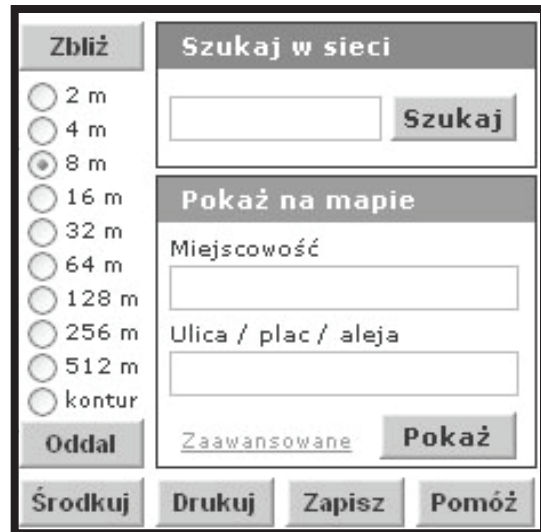 Zbliż
2 m
4 m
8 m
16 m
32 m
64 m
128 m
256 m
512 m
kontur
Oddal
Szukaj w sieci
Szukaj
Pokaż na mapie
Miejscowość
Ulica / plac / aleja
Zaawansowane
Pokaż
Środkuj
Drukuj
Zapisz
Pomóż